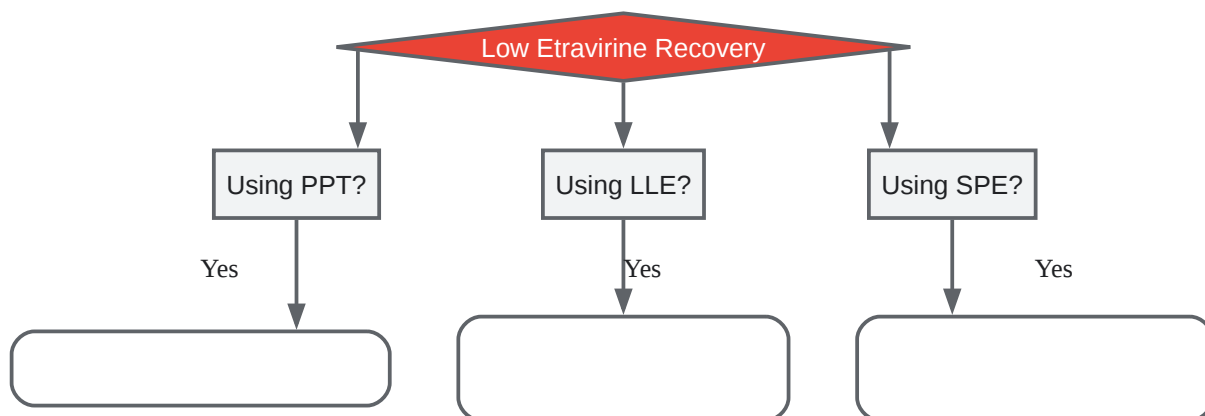 Low Etravirine Recovery
Using PPT?
Using LLE?
Using SPE?
Yes
Yes
Yes